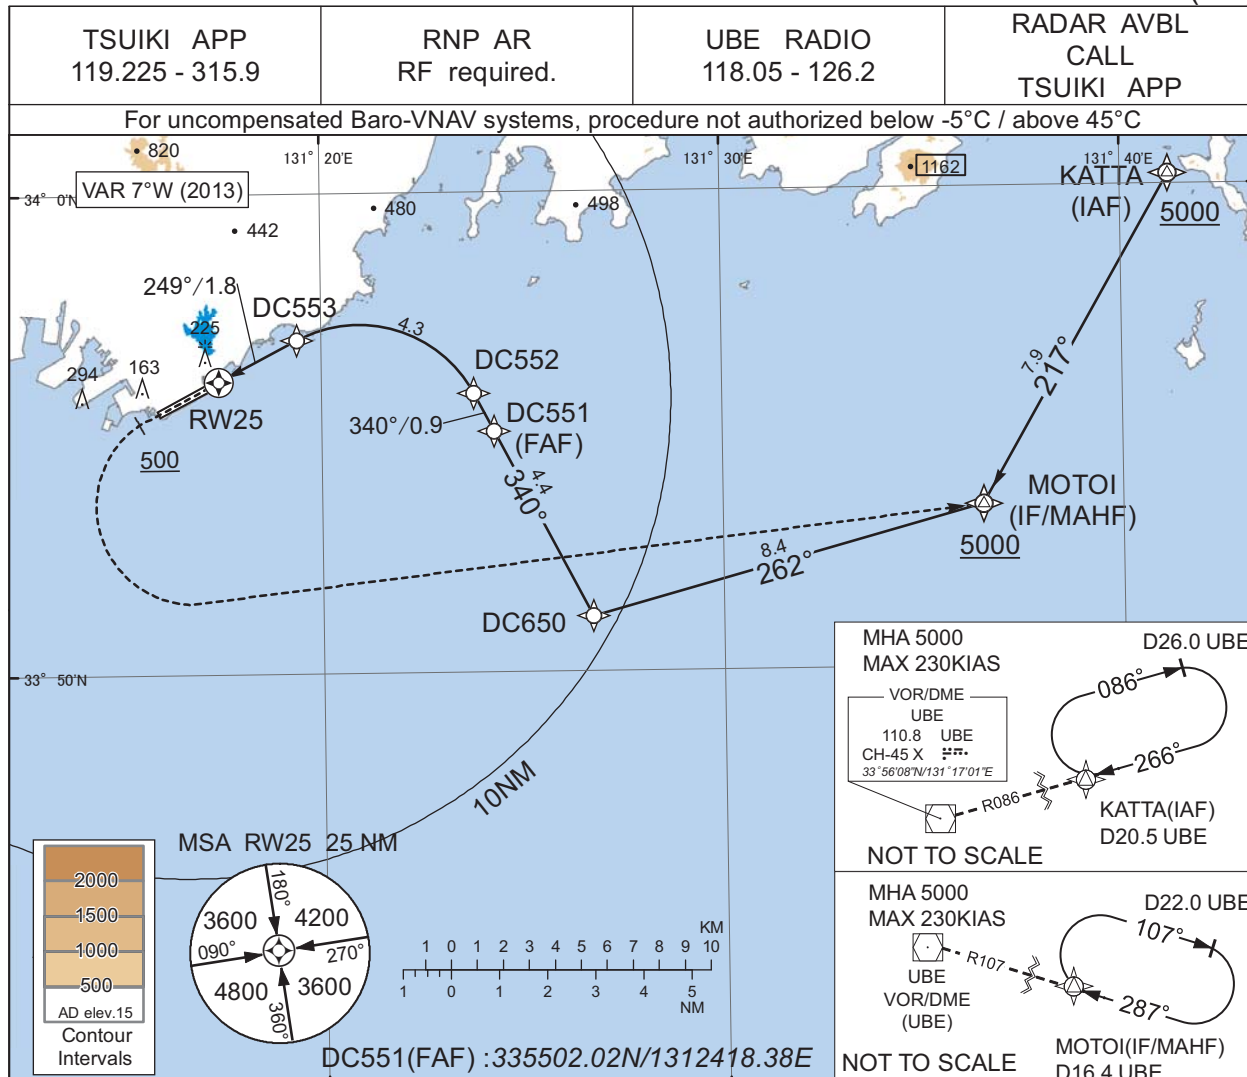 TSUIKI APP
119.225 - 315.9
RNP AR
RF required.
UBE RADIO
118.05 - 126.2
RADAR AVBL
CALL
TSUIKI APP
For uncompensated Baro-VNAV systems, procedure not authorized below -5°C / above 45°C
820
131° 20'E
131° 30'E
131° 40'E
1162
KATTA
(IAF)
5000
VAR 7°W (2013)
34° 0'N
480
498
442
249°/1.8
DC553
4.3
225
DC552
7.9
217°
294
163
RW25
340°/0.9
DC551
(FAF)
500
4.4
340°
MOTOI
(IF/MAHF)
5000
8.4
262°
DC650
33° 50'N
10NM
MHA 5000
MAX 230KIAS
D26.0 UBE
086°
VOR/DME
UBE
110.8 UBE
CH-45 X
33°56'08"N/131°17'01"E
266°
R086
KATTA(IAF)
D20.5 UBE
NOT TO SCALE
MHA 5000
MAX 230KIAS
D22.0 UBE
107°
R107
UBE
VOR/DME
(UBE)
287°
NOT TO SCALE
MOTOI(IF/MAHF)
D16.4 UBE
2000
1500
1000
500
AD elev.15
Contour
Intervals
MSA RW25 25 NM
180°
3600
4200
090°
270°
4800
3600
360°
KM
1 0 1 2 3 4 5 6 7 8 9 10
1 0 1 2 3 4 5
NM
DC551(FAF) :335502.02N/1312418.38E